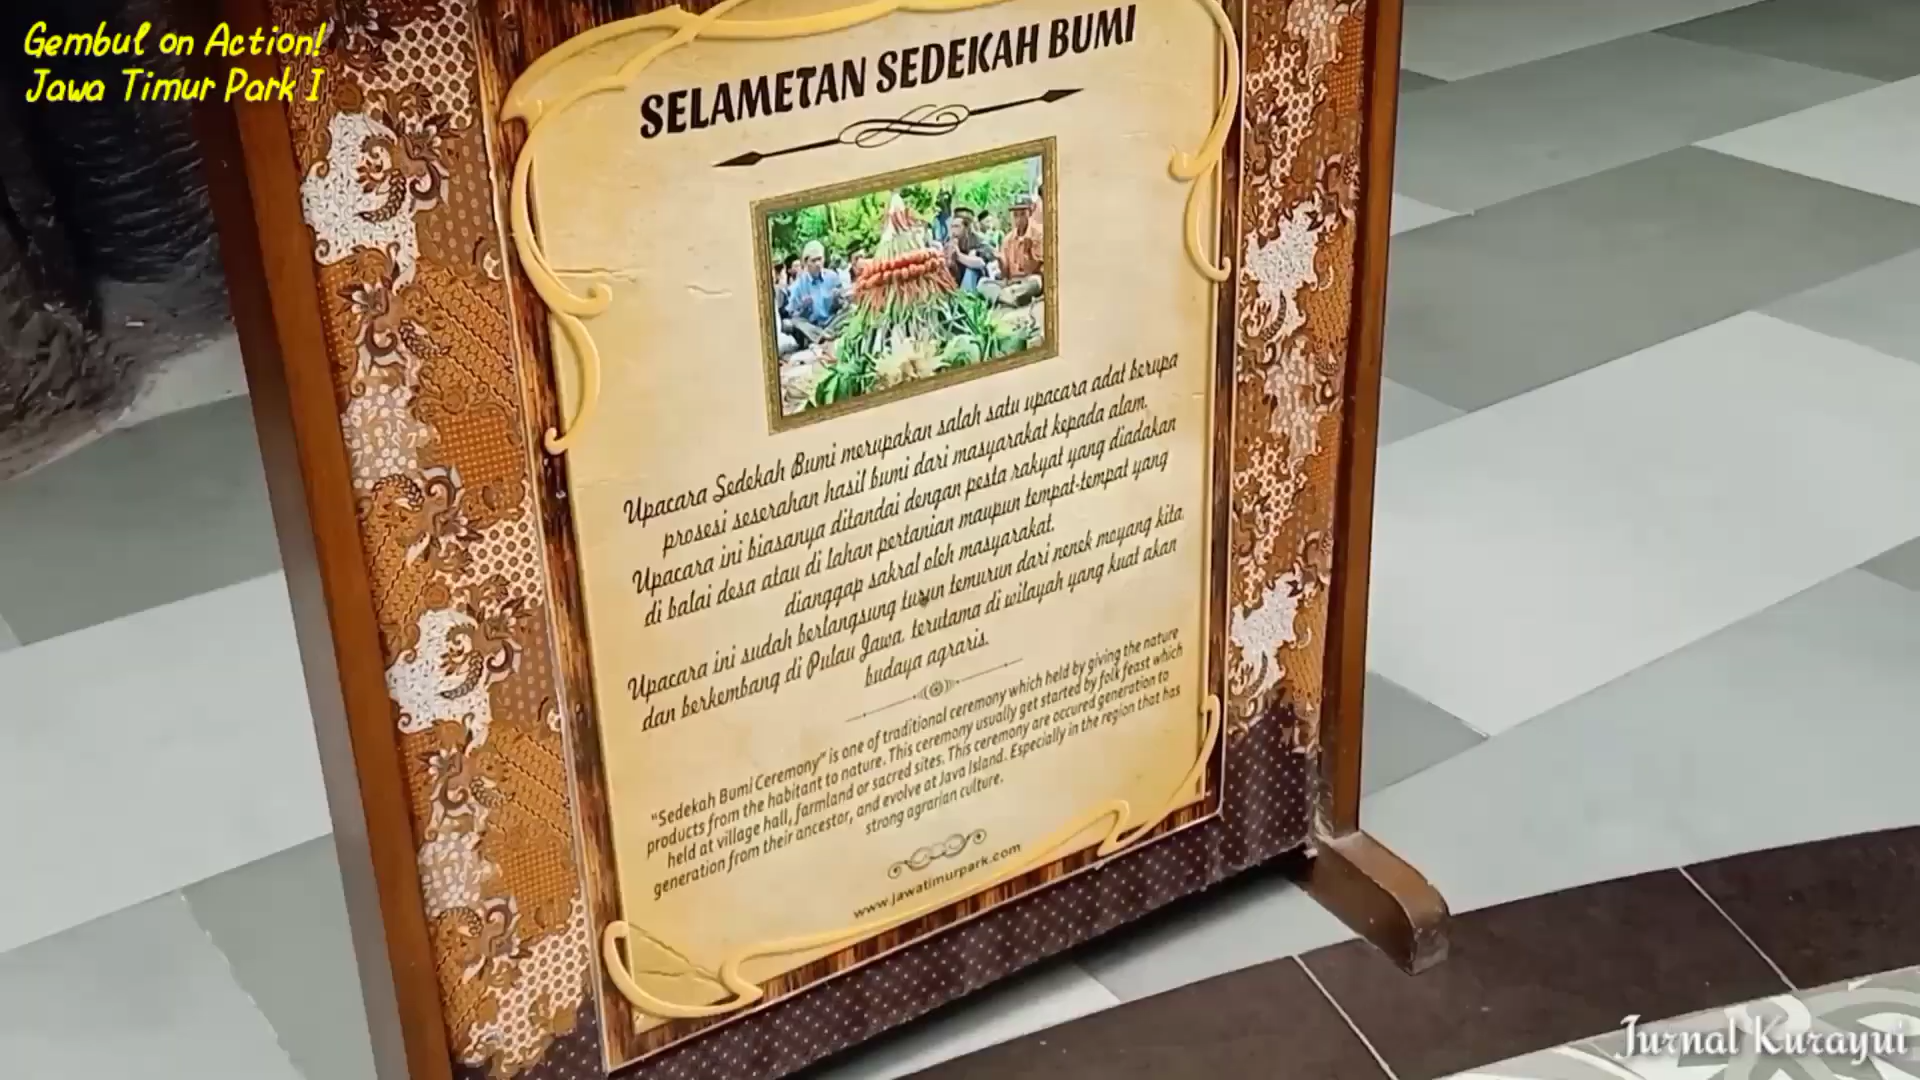 Gembul on Action!
Jawa Timur Park I
SELAMETAN SEDEKAH BUMI
Upacara Sedekah Bumi merupakan salah satu upacara adat berupa
prosesi seserahan hasil bumi dari masyarakat kepada alam.
Upacara ini biasanya ditandai dengan pesta rakyat yang diadakan
di balai desa atau di lahan pertanian maupun tempat-tempat yang
dianggap sakral oleh masyarakat.
Upacara ini sudah berlangsung turun temurun dari nenek moyang kita
dan berkembang di Pulau Jawa, terutama di wilayah yang kuat akan
budaya agraris.
"Sedekah Bumi Ceremony" is one of traditional ceremony which held by giving the nature
products from the habitant to nature. This ceremony usually get started by folk feast which
held at village hall, farmland or sacred sites. This ceremony are occured generation to
generation from their ancestor, and evolve at Java Island. Especially in the region that has
strong agrarian culture.
www.jawatimurpark.com
Jurnal Kurayui